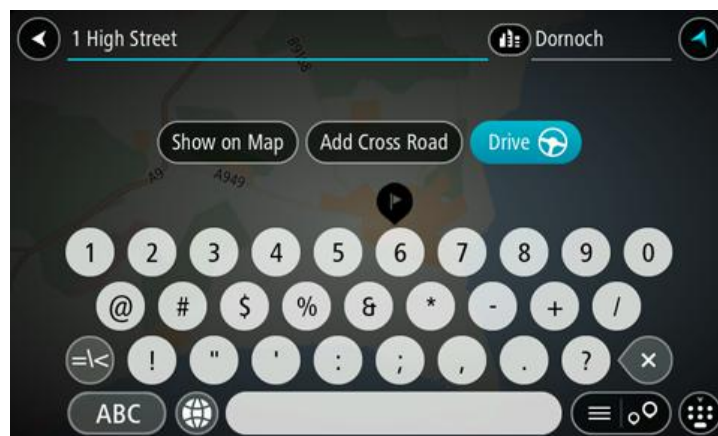 1 High Street Dornoch
B9168
Show on Map Add Cross Road Drive
A9 A949
1 2 3 4 5 6 7 8 9 0
@ # $ % & * - + /
=\< ! " ' : ; , . ?
ABC